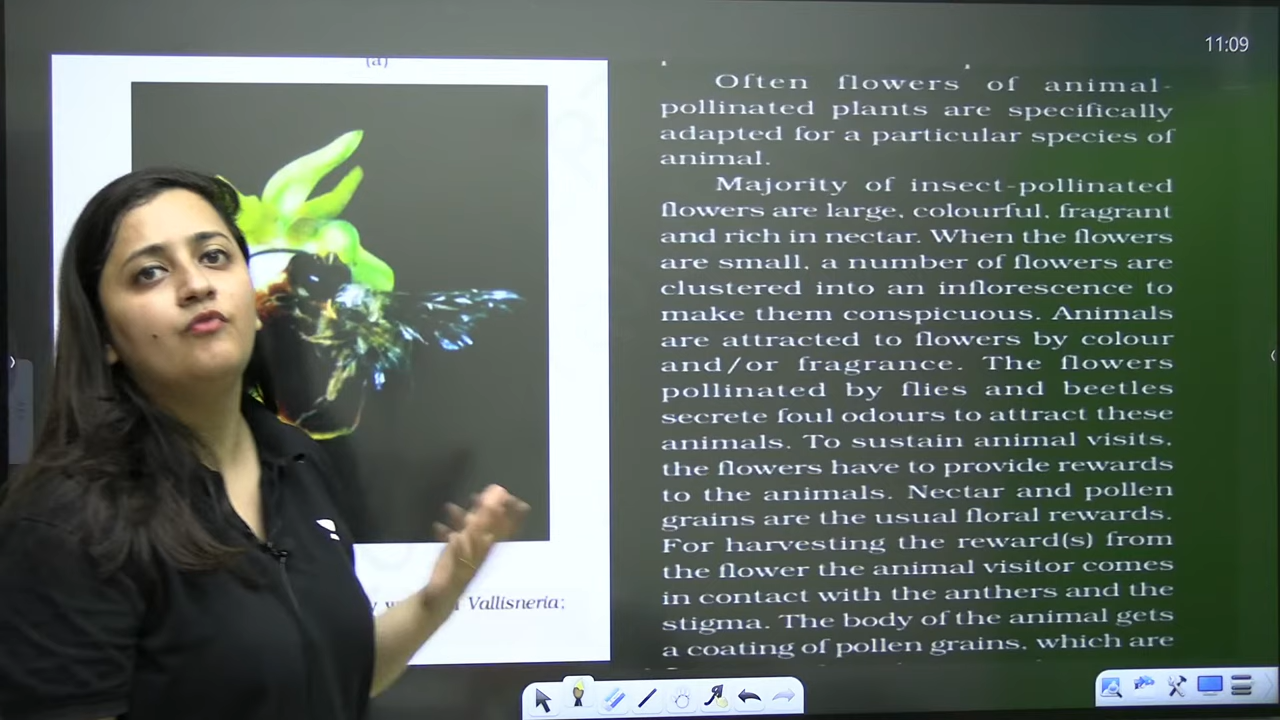 11:09
(a)
Vallisneria;
Often flowers of animal-
pollinated plants are specifically
adapted for a particular species of
animal.
Majority of insect-pollinated
flowers are large, colourful, fragrant
and rich in nectar. When the flowers
are small, a number of flowers are
clustered into an inflorescence to
make them conspicuous. Animals
are attracted to flowers by colour
and/or fragrance. The flowers
pollinated by flies and beetles
secrete foul odours to attract these
animals. To sustain animal visits,
the flowers have to provide rewards
to the animals. Nectar and pollen
grains are the usual floral rewards.
For harvesting the reward(s) from
the flower the animal visitor comes
in contact with the anthers and the
stigma. The body of the animal gets
a coating of pollen grains, which are